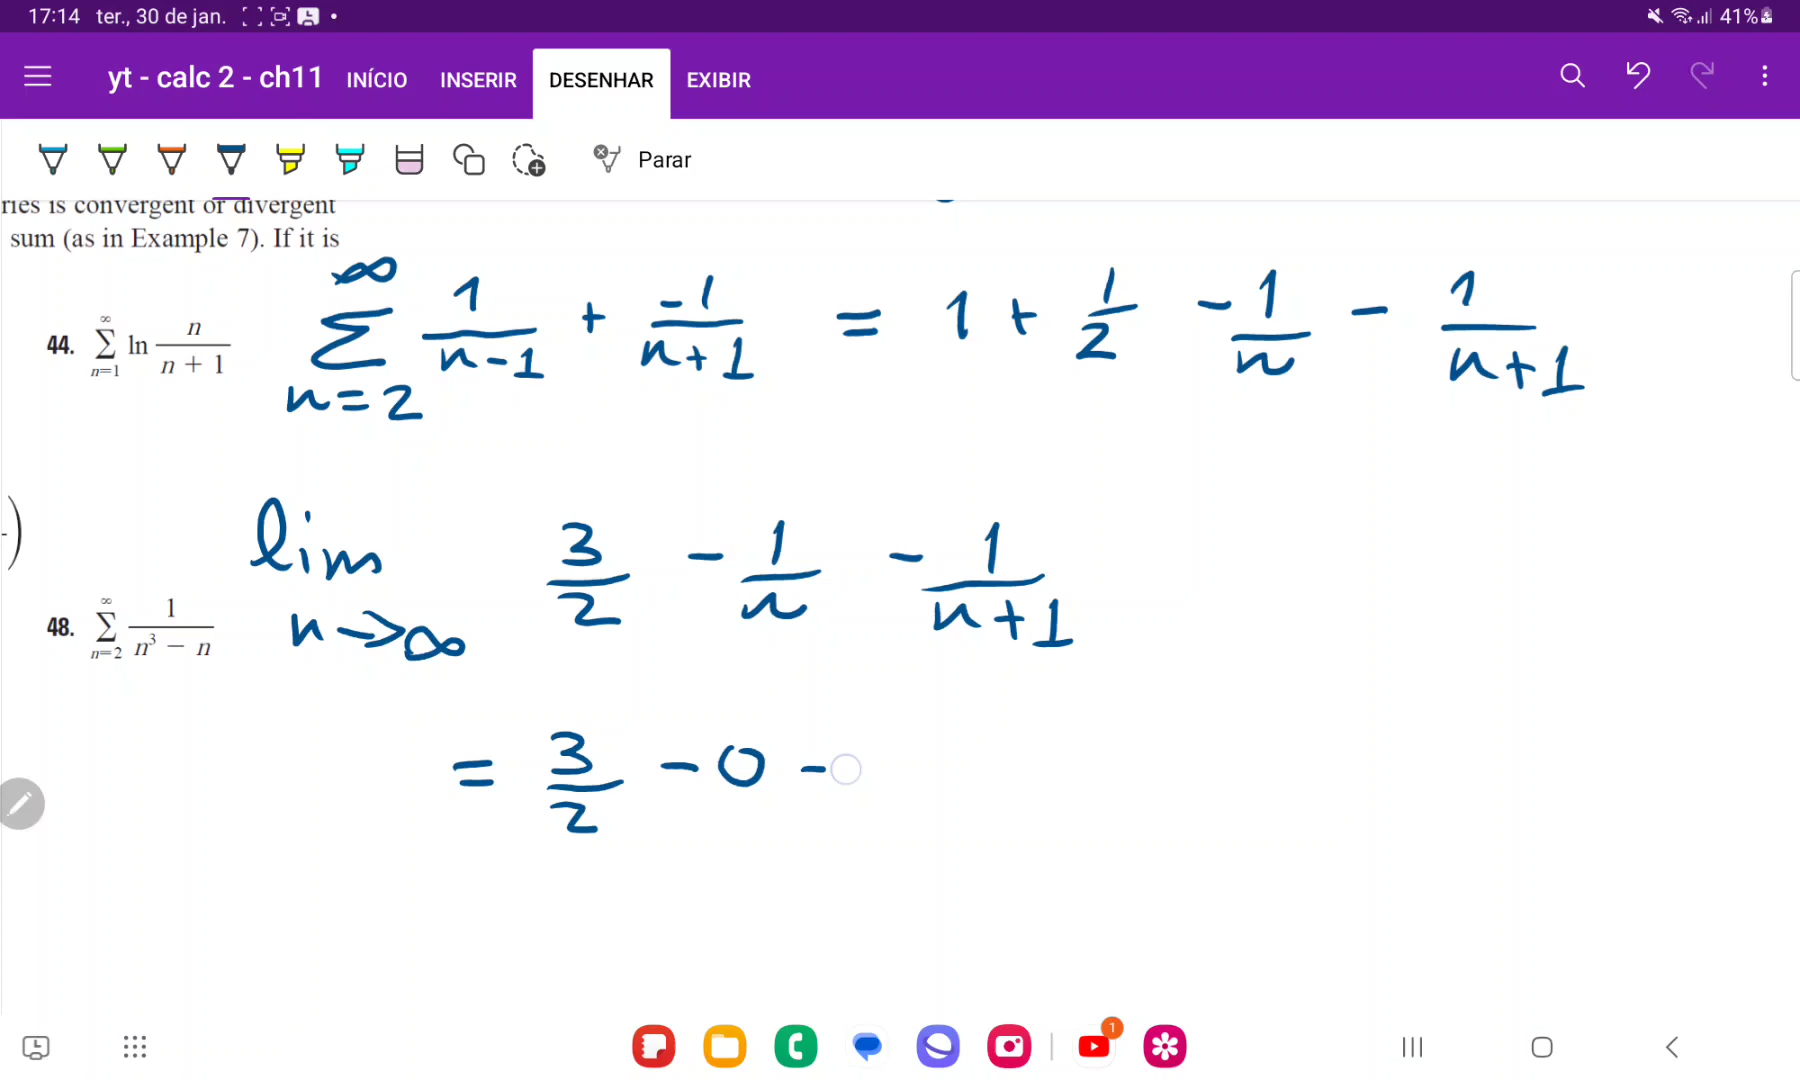 17:14 ter., 30 de jan. 41%
yt - calc 2 - ch11 INÍCIO INSERIR DESENHAR EXIBIR
Parar
ries is convergent or divergent
sum (as in Example 7). If it is
44. ∞ ∑ n=1 ln n/(n + 1)
∞ ∑ n=2 1/(n-1) + -1/(n+1) = 1 + 1/2 - 1/n - 1/(n+1)
-)
lim n→∞ 3/2 - 1/n - 1/(n+1)
48. ∞ ∑ n=2 1/(n³ − n)
= 3/2 - 0 -
1